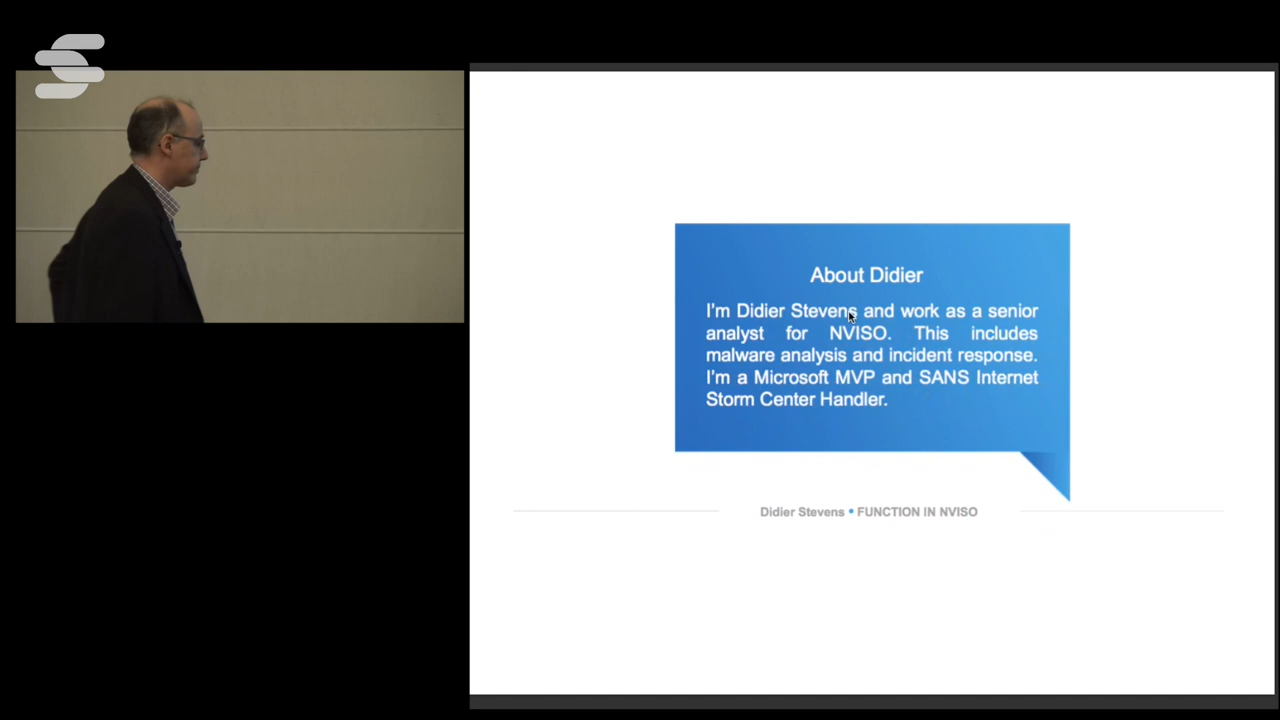 About Didier
I'm Didier Stevens and work as a senior
analyst for NVISO. This includes
malware analysis and incident response.
I'm a Microsoft MVP and SANS Internet
Storm Center Handler.
Didier Stevens • FUNCTION IN NVISO